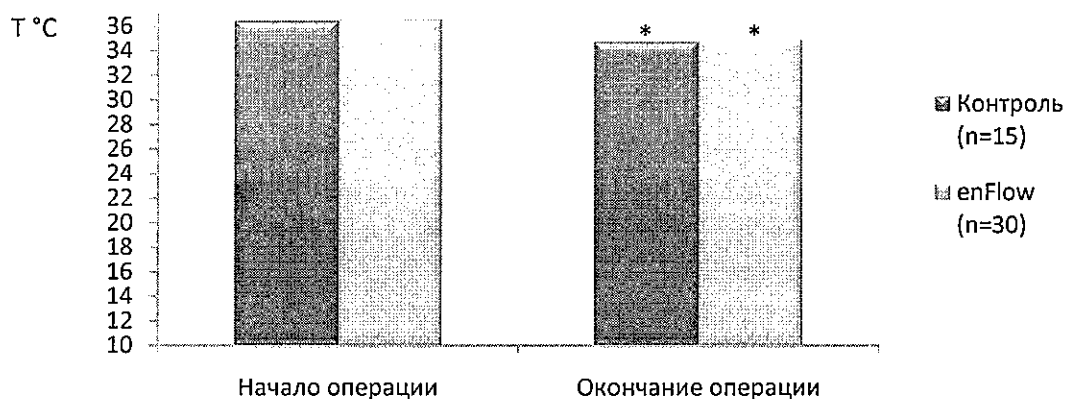 T °C
36
34
32
30
28
26
24
22
20
18
16
14
12
10
* *
Начало операции
Окончание операции
Контроль
(n=15)
enFlow
(n=30)